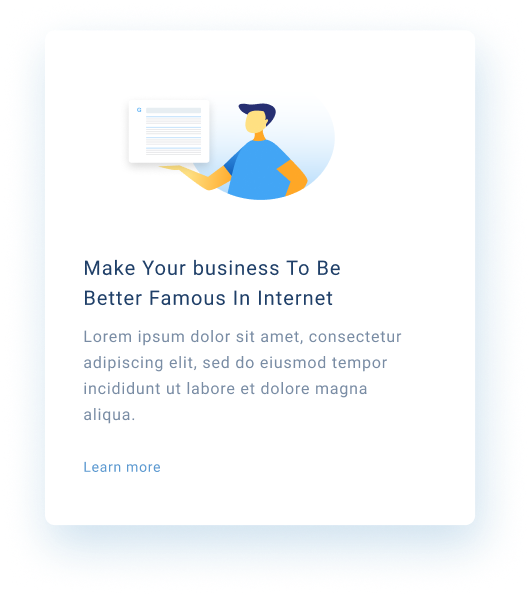 Make Your business To Be
Better Famous In Internet
Lorem ipsum dolor sit amet, consectetur
adipiscing elit, sed do eiusmod tempor
incididunt ut labore et dolore magna
aliqua.
Learn more